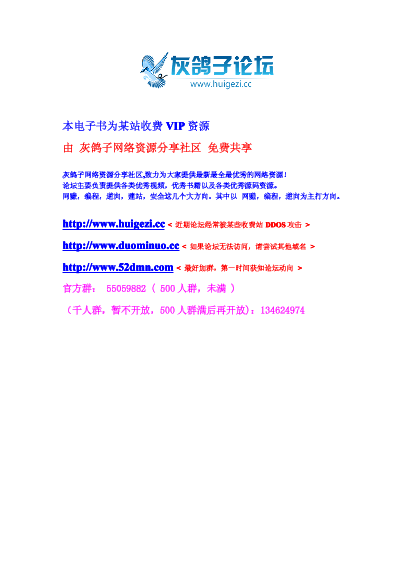 灰鸽子论坛
www.huigezi.cc
本电子书为某站收费 VIP 资源
由 灰鸽子网络资源分享社区 免费共享
灰鸽子网络资源分享社区,致力为大家提供最新最全最优秀的网络资源!
论坛主要负责提供各类优秀视频，优秀书籍以及各类优秀源码资源。
网赚，编程，逆向，建站，安全这几个大方向。其中以 网赚，编程，逆向为主打方向。
http://www.huigezi.cc < 近期论坛经常被某些收费站 DDOS 攻击 >
http://www.duominuo.cc < 如果论坛无法访问，请尝试其他域名 >
http://www.52dmn.com < 最好加群，第一时间获知论坛动向 >
官方群： 55059882 ( 500 人群，未满 )
（千人群，暂不开放，500 人群满后再开放)：134624974